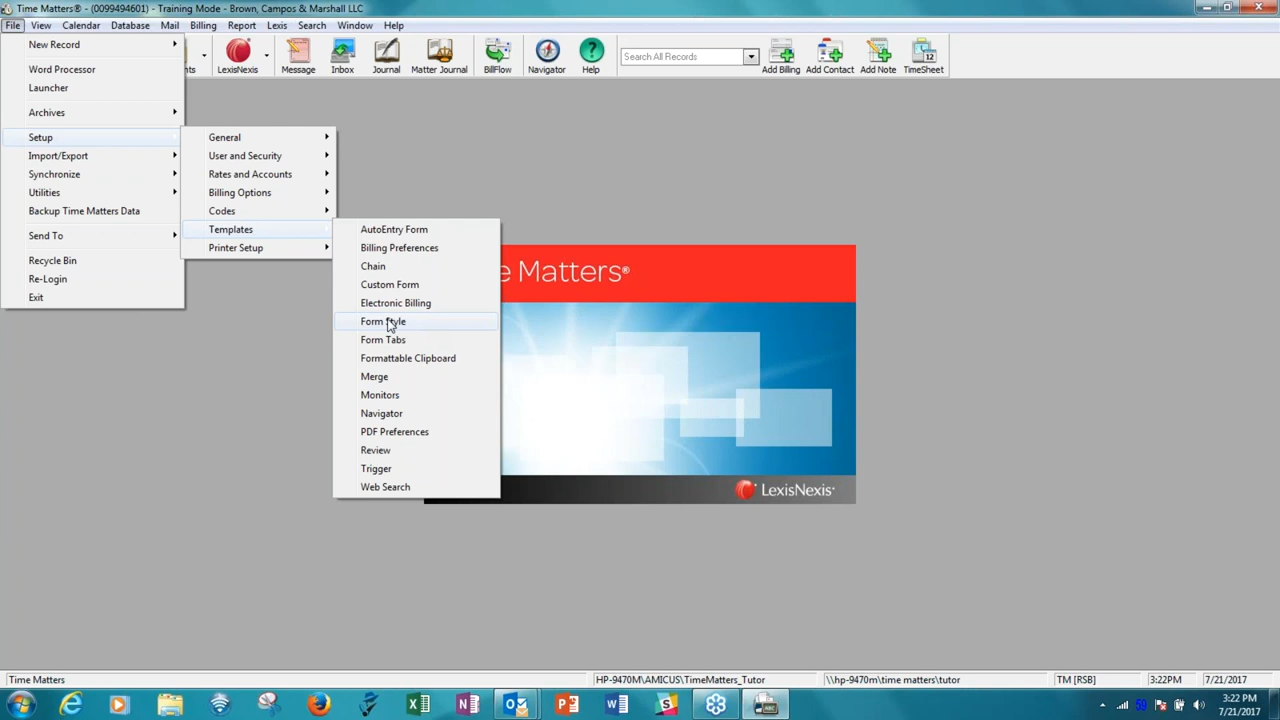 Time Matters® - (0099494601) - Training Mode - Brown, Campos & Marshall LLC
File View Calendar Database Mail Billing Report Lexis Search Window Help
LexisNexis Message Inbox Journal Matter Journal BillFlow Navigator Help Search All Records Add Billing Add Contact Add Note TimeSheet
New Record
Word Processor
Launcher
Archives
Setup
Import/Export
Synchronize
Utilities
Backup Time Matters Data
Send To
Recycle Bin
Re-Login
Exit
General
User and Security
Rates and Accounts
Billing Options
Codes
Templates
Printer Setup
AutoEntry Form
Billing Preferences
Chain
Custom Form
Electronic Billing
Form Style
Form Tabs
Formattable Clipboard
Merge
Monitors
Navigator
PDF Preferences
Review
Trigger
Web Search
e Matters®
LexisNexis®
Time Matters HP-9470M\AMICUS\TimeMatters_Tutor \\hp-9470m\time matters\tutor TM [RSB] 3:22PM 7/21/2017
59 3:22 PM
7/21/2017